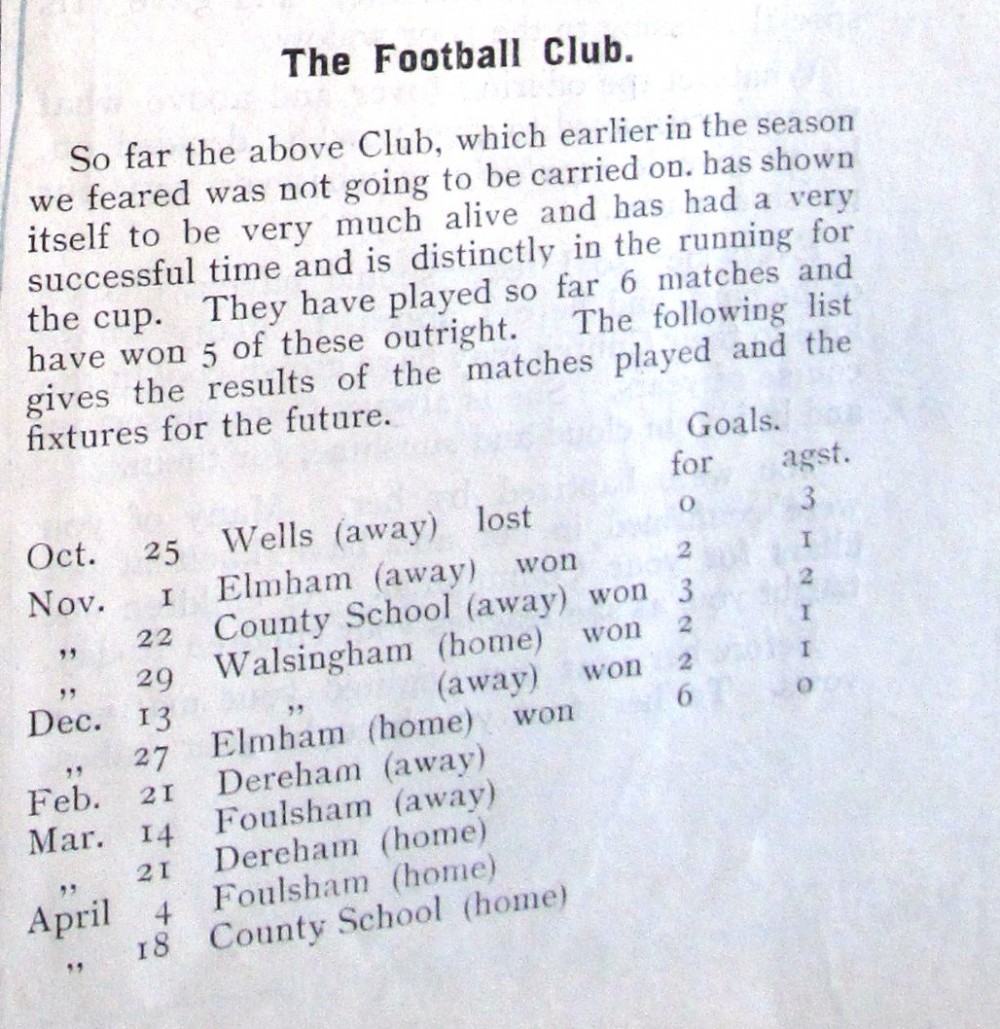 The Football Club.
So far the above Club, which earlier in the season
we feared was not going to be carried on. has shown
itself to be very much alive and has had a very
successful time and is distinctly in the running for
the cup. They have played so far 6 matches and
have won 5 of these outright. The following list
gives the results of the matches played and the
fixtures for the future.
Goals.
for agst.
Oct. 25 Wells (away) lost 0 3
Nov. 1 Elmham (away) won 2 1
,, 22 County School (away) won 3 2
,, 29 Walsingham (home) won 2 1
Dec. 13 ,, (away) won 2 1
,, 27 Elmham (home) won 6 0
Feb. 21 Dereham (away)
Mar. 14 Foulsham (away)
,, 21 Dereham (home)
April 4 Foulsham (home)
,, 18 County School (home)